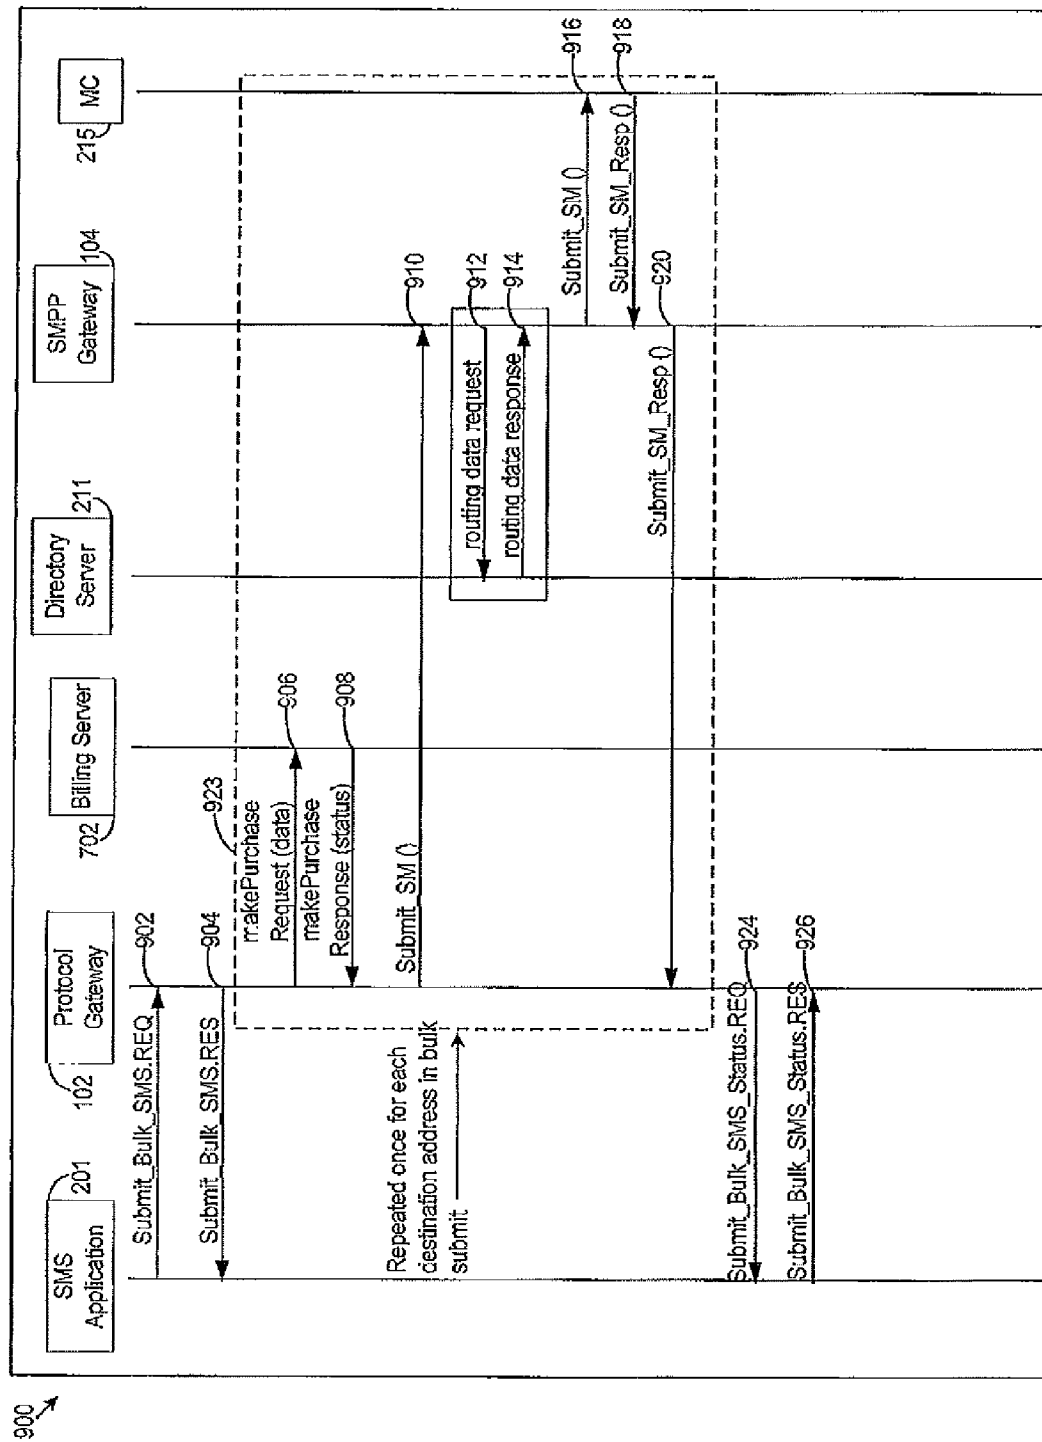 900
SMS
Application
201
Protocol
Gateway
102
Billing Server
702
Directory
Server
211
SMPP
Gateway
104
MC
215
Submit_Bulk_SMS.REQ
902
Submit_Bulk_SMS.RES
904
923
makePurchase
Request (data)
906
makePurchase
Response (status)
908
Submit_SM ()
910
routing data request
912
routing data response
914
Submit_SM ()
916
Submit_SM_Resp ()
918
Submit_SM_Resp ()
920
Repeated once for each
destination address in bulk
submit
Submit_Bulk_SMS_Status.REQ
924
Submit_Bulk_SMS_Status.RES
926